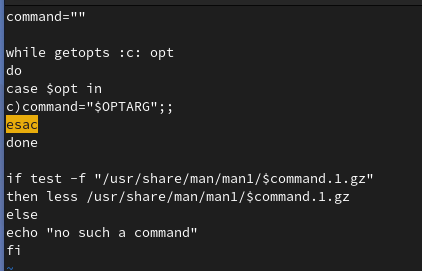 command=""
while getopts :c: opt
do
case $opt in
c)command="$OPTARG";;
esac
done
if test -f "/usr/share/man/man1/$command.1.gz"
then less /usr/share/man/man1/$command.1.gz
else
echo "no such a command"
fi
~